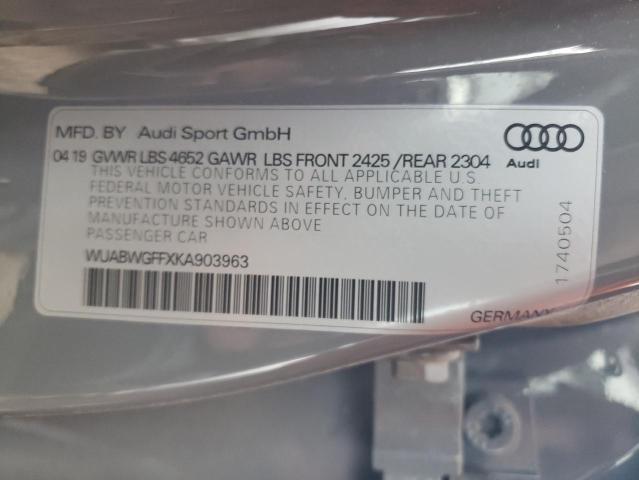 MFD. BY Audi Sport GmbH
04 19 GVWR LBS 4652 GAWR LBS FRONT 2425 /REAR 2304
Audi
THIS VEHICLE CONFORMS TO ALL APPLICABLE U.S.
FEDERAL MOTOR VEHICLE SAFETY, BUMPER AND THEFT
PREVENTION STANDARDS IN EFFECT ON THE DATE OF
MANUFACTURE SHOWN ABOVE
PASSENGER CAR
WUABWGFFXKA903963
GERMANY
1740504